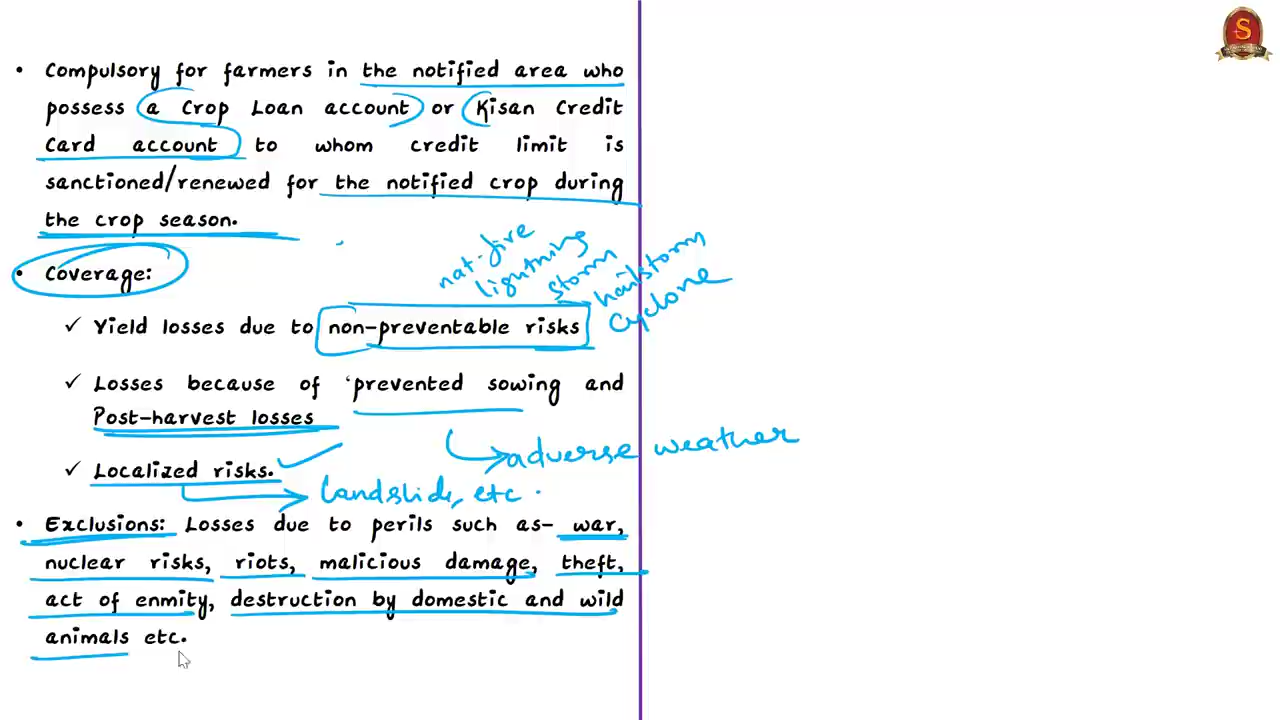 • Compulsory for farmers in the notified area who
possess a Crop Loan account or Kisan Credit
Card account to whom credit limit is
sanctioned/renewed for the notified crop during
the crop season.
nat-fire
lightning
storm
hailstorm
cyclone
• Coverage:
✓ Yield losses due to non-preventable risks
✓ Losses because of 'prevented sowing and
Post-harvest losses
adverse weather
✓ Localized risks.
landslide, etc.
• Exclusions: Losses due to perils such as- war,
nuclear risks, riots, malicious damage, theft,
act of enmity, destruction by domestic and wild
animals etc.
S